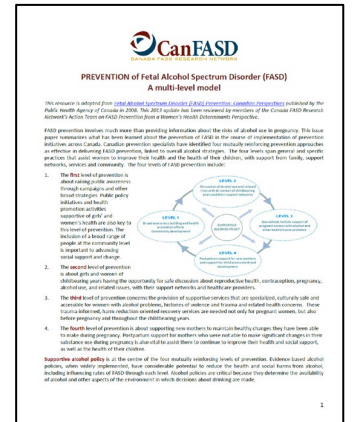 CanFASD
CANADA FASD RESEARCH NETWORK
PREVENTION of Fetal Alcohol Spectrum Disorder (FASD)
A multi-level model
This resource is adapted from Fetal Alcohol Spectrum Disorder (FASD) Prevention: Canadian Perspectives published by the
Public Health Agency of Canada in 2008. This 2013 update has been reviewed by members of the Canada FASD Research
Network's Action Team on FASD Prevention from a Women's Health Determinants Perspective.
FASD prevention involves much more than providing information about the risks of alcohol use in pregnancy. This issue
paper summarizes what has been learned about the prevention of FASD in the course of implementation of prevention
initiatives across Canada. Canadian prevention specialists have identified four mutually reinforcing prevention approaches
as effective in delivering FASD prevention, linked to overall alcohol strategies. The four levels span general and specific
practices that assist women to improve their health and the health of their children, with support from family, support
networks, services and community. The four levels of FASD prevention include:
1. The first level of prevention is
about raising public awareness
through campaigns and other
broad strategies. Public policy
initiatives and health
promotion activities
supportive of girls' and
women's health are also key to
this level of prevention. The
inclusion of a broad range of
people at the community level
is important to advancing
social support and change.
LEVEL 2
LEVEL 1
LEVEL 3
SUPPORTIVE
ALCOHOL POLICY
LEVEL 4
2. The second level of prevention
is about girls and women of
childbearing years having the opportunity for safe discussion about reproductive health, contraception, pregnancy,
alcohol use, and related issues, with their support networks and healthcare providers.
3. The third level of prevention concerns the provision of supportive services that are specialized, culturally safe and
accessible for women with alcohol problems, histories of violence and trauma and related health concerns. These
trauma informed, harm reduction oriented recovery services are needed not only for pregnant women, but also
before pregnancy and throughout the childbearing years.
4. The fourth level of prevention is about supporting new mothers to maintain healthy changes they have been able
to make during pregnancy. Postpartum support for mothers who were not able to make significant changes in their
substance use during pregnancy is also vital to assist them to continue to improve their health and social support,
as well as the health of their children.
Supportive alcohol policy is at the centre of the four mutually reinforcing levels of prevention. Evidence based alcohol
policies, when widely implemented, have considerable potential to reduce the health and social harms from alcohol,
including influencing rates of FASD through each level. Alcohol policies are critical because they determine the availability
of alcohol and other aspects of the environment in which decisions about drinking are made.
1